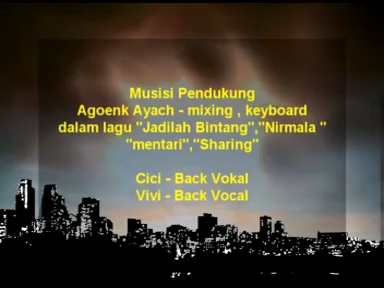 Musisi Pendukung
Agoenk Ayach - mixing , keyboard
dalam lagu "Jadilah Bintang","Nirmala "
"mentari","Sharing"
Cici - Back Vokal
Vivi - Back Vocal